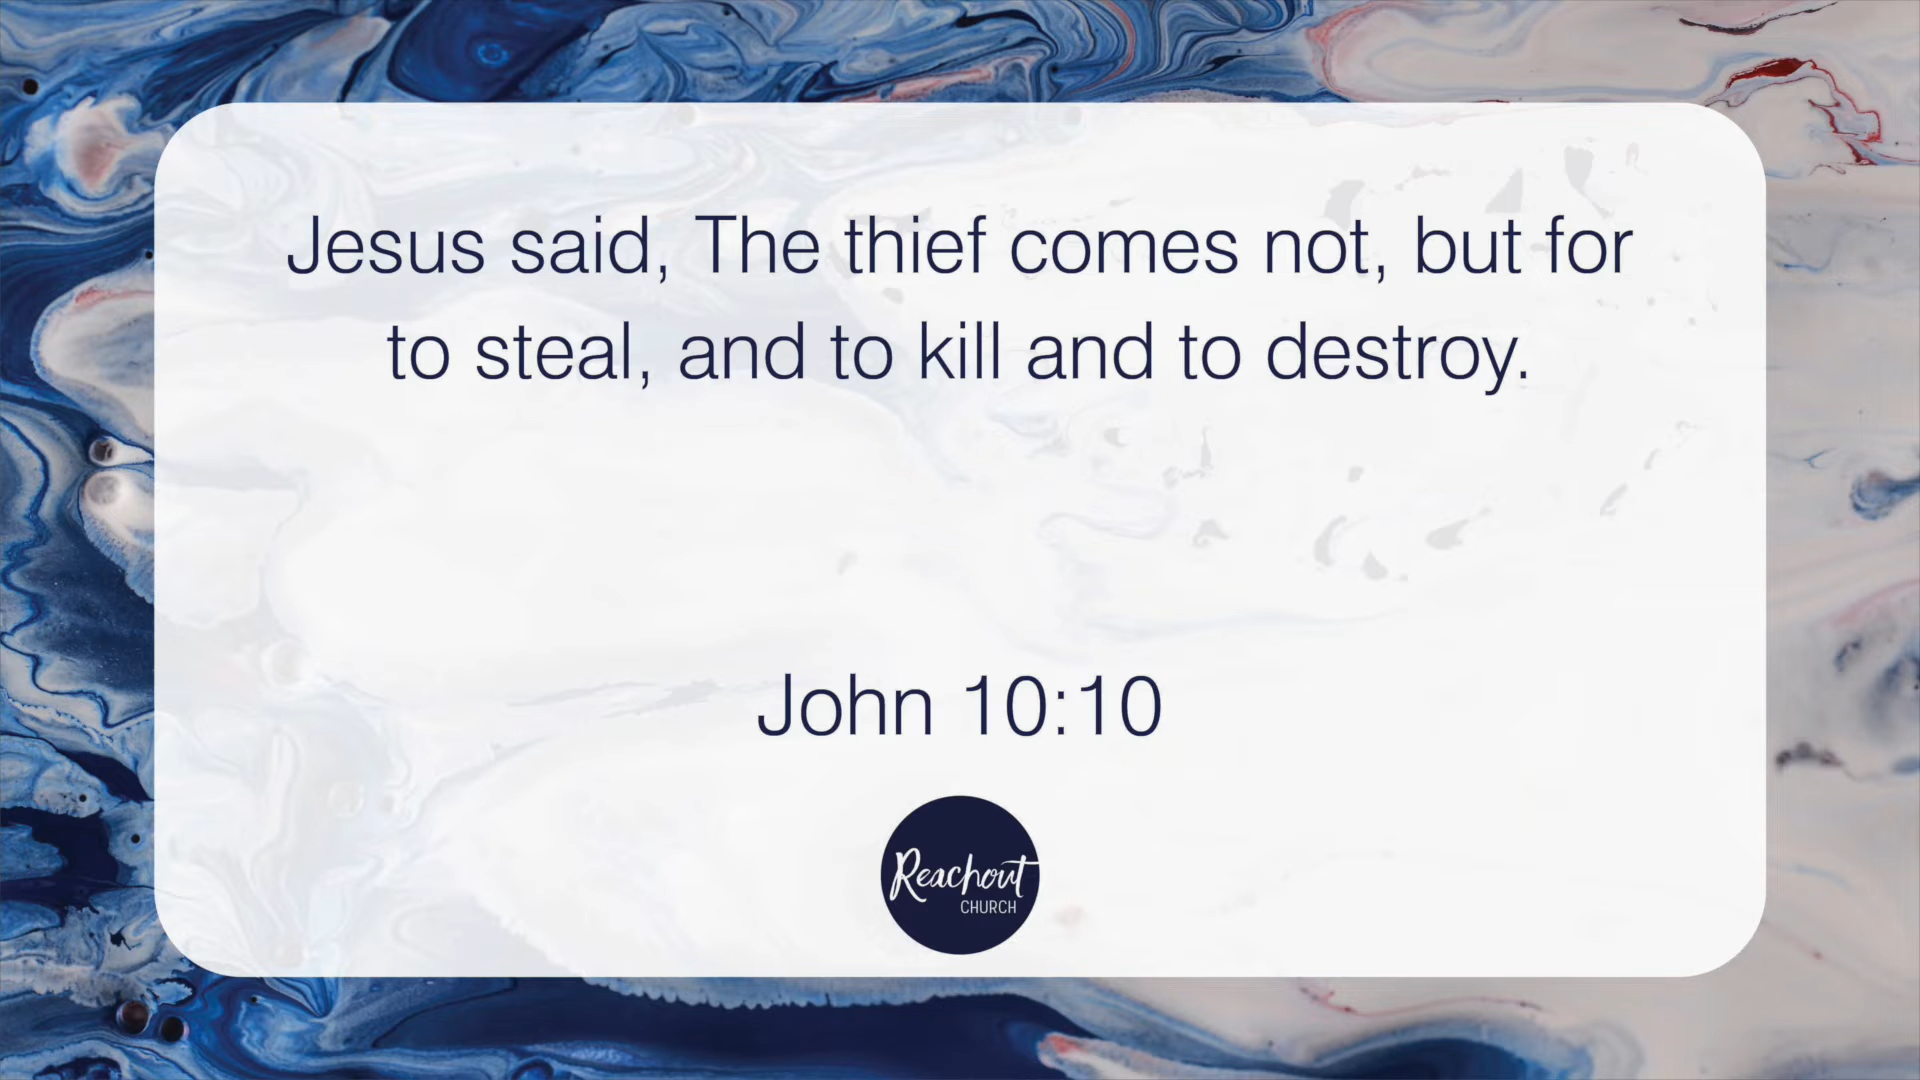 Jesus said, The thief comes not, but for
to steal, and to kill and to destroy.
John 10:10
Reachout
CHURCH